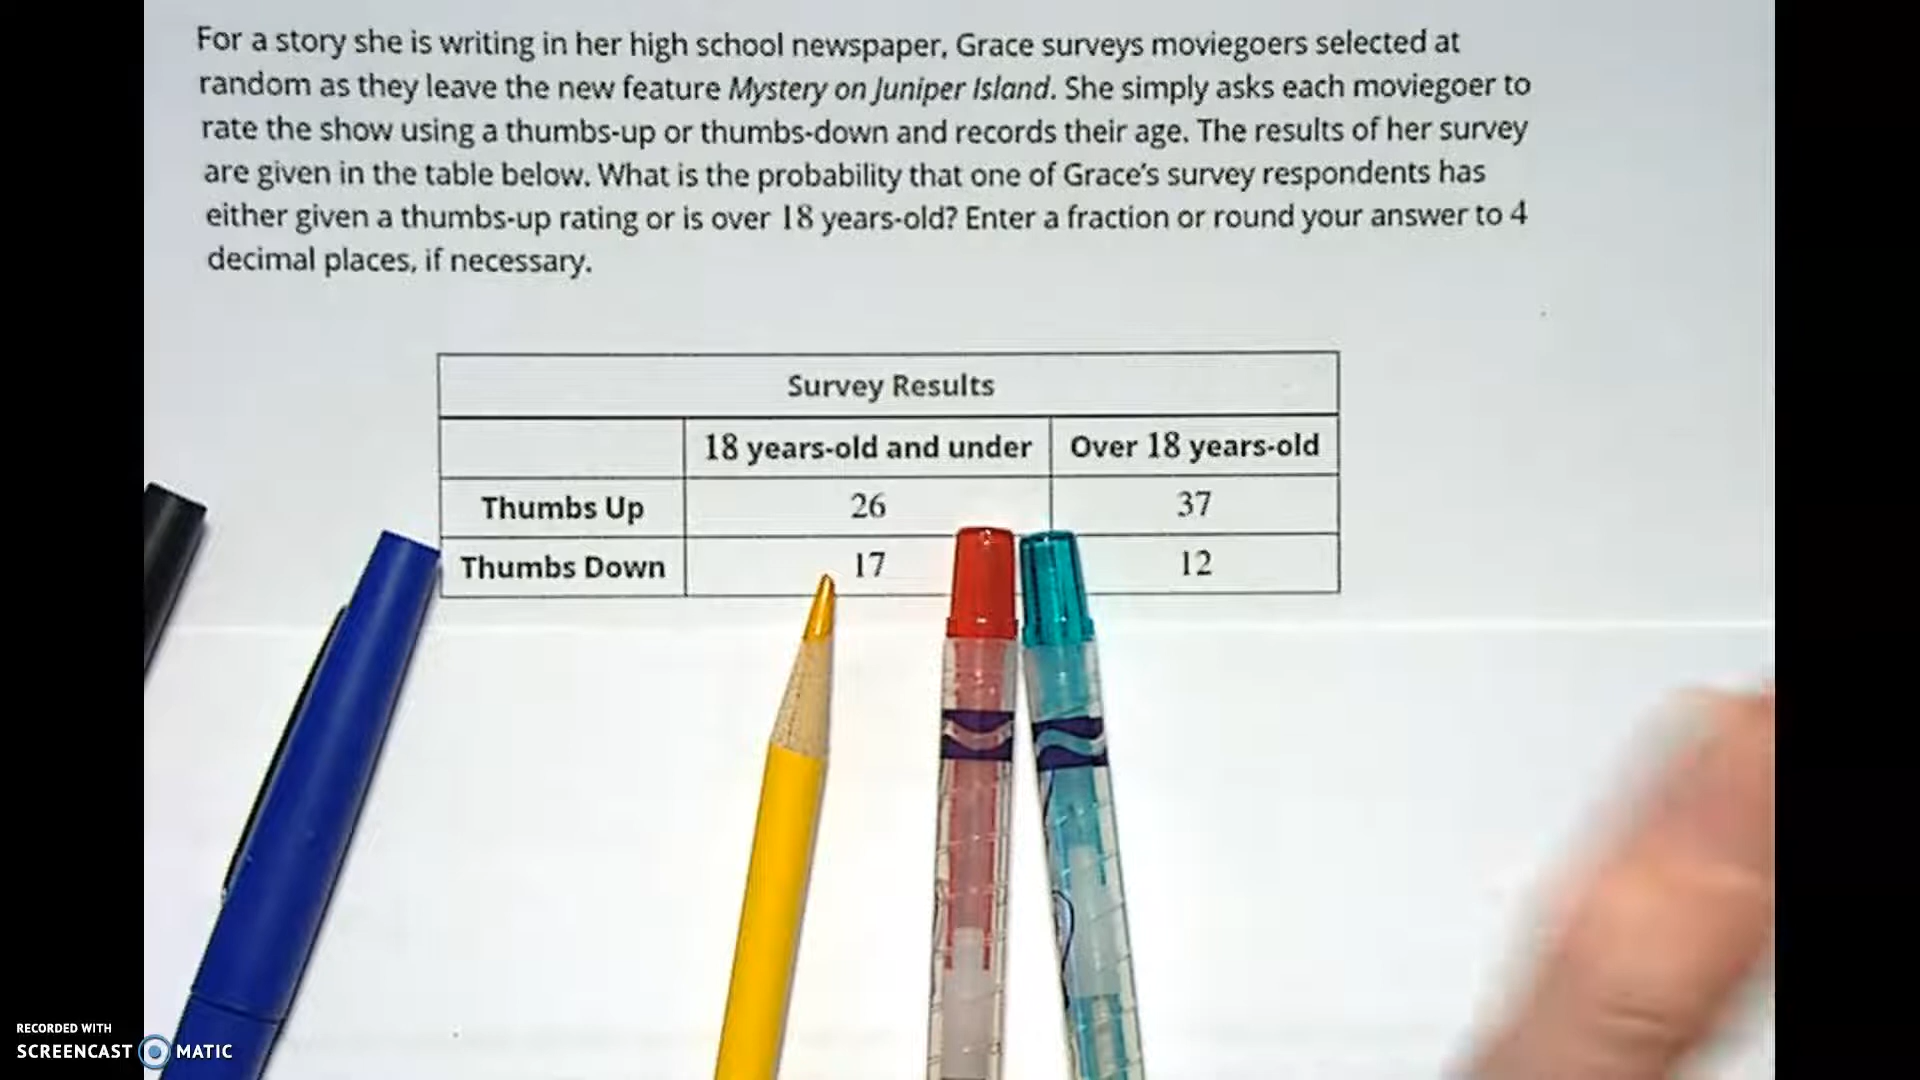 For a story she is writing in her high school newspaper, Grace surveys moviegoers selected at
random as they leave the new feature Mystery on Juniper Island. She simply asks each moviegoer to
rate the show using a thumbs-up or thumbs-down and records their age. The results of her survey
are given in the table below. What is the probability that one of Grace's survey respondents has
either given a thumbs-up rating or is over 18 years-old? Enter a fraction or round your answer to 4
decimal places, if necessary.
Survey Results
18 years-old and under Over 18 years-old
Thumbs Up 26 37
Thumbs Down 17 12
RECORDED WITH
SCREENCAST MATIC